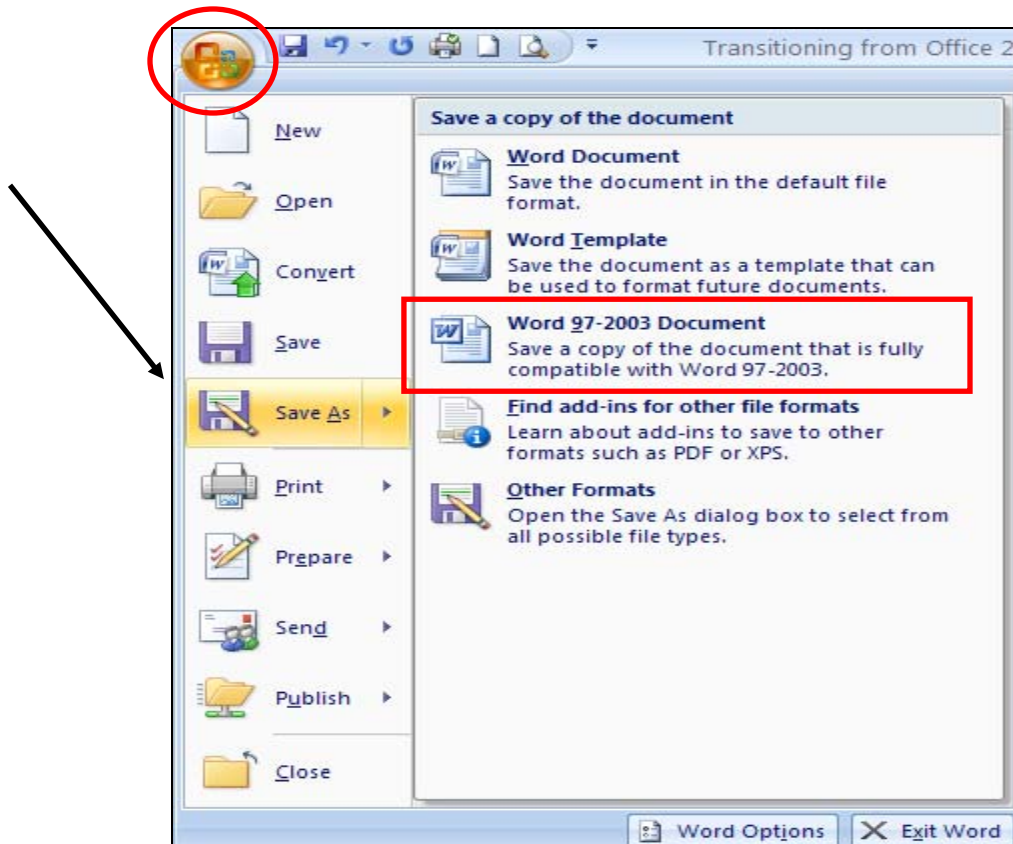 Transitioning from Office 2
New
Open
Convert
Save
Save As
Print
Prepare
Send
Publish
Close
Save a copy of the document
Word Document
Save the document in the default file
format.
Word Template
Save the document as a template that can
be used to format future documents.
Word 97-2003 Document
Save a copy of the document that is fully
compatible with Word 97-2003.
Find add-ins for other file formats
Learn about add-ins to save to other
formats such as PDF or XPS.
Other Formats
Open the Save As dialog box to select from
all possible file types.
Word Options
Exit Word